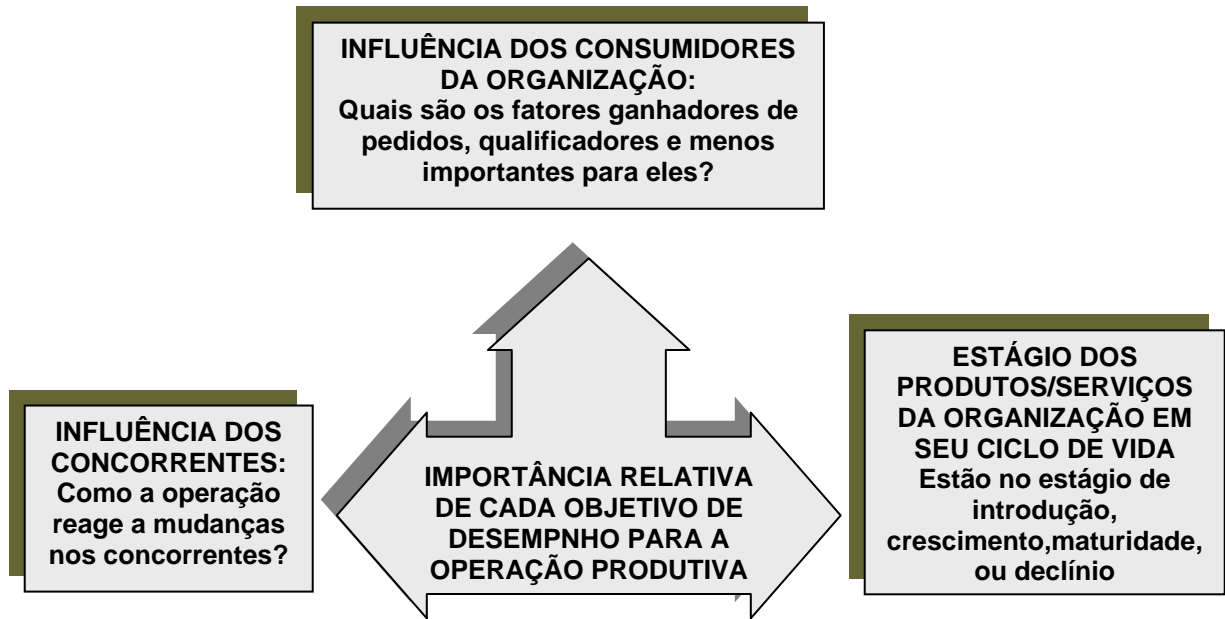 INFLUÊNCIA DOS CONSUMIDORES
DA ORGANIZAÇÃO:
Quais são os fatores ganhadores de
pedidos, qualificadores e menos
importantes para eles?
INFLUÊNCIA DOS
CONCORRENTES:
Como a operação
reage a mudanças
nos concorrentes?
IMPORTÂNCIA RELATIVA
DE CADA OBJETIVO DE
DESEMPNHO PARA A
OPERAÇÃO PRODUTIVA
ESTÁGIO DOS
PRODUTOS/SERVIÇOS
DA ORGANIZAÇÃO EM
SEU CICLO DE VIDA
Estão no estágio de
introdução,
crescimento,maturidade,
ou declínio